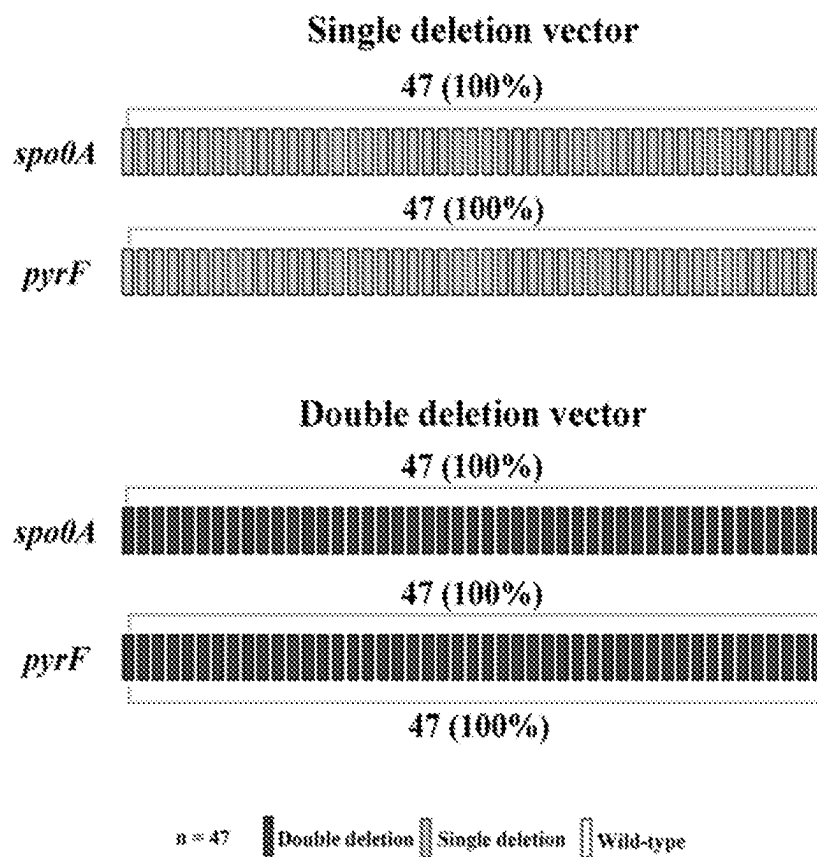 Single deletion vector
47 (100%)
spo0A
47 (100%)
pyrF
Double deletion vector
47 (100%)
spo0A
47 (100%)
pyrF
47 (100%)
n = 47 Double deletion Single deletion Wild-type